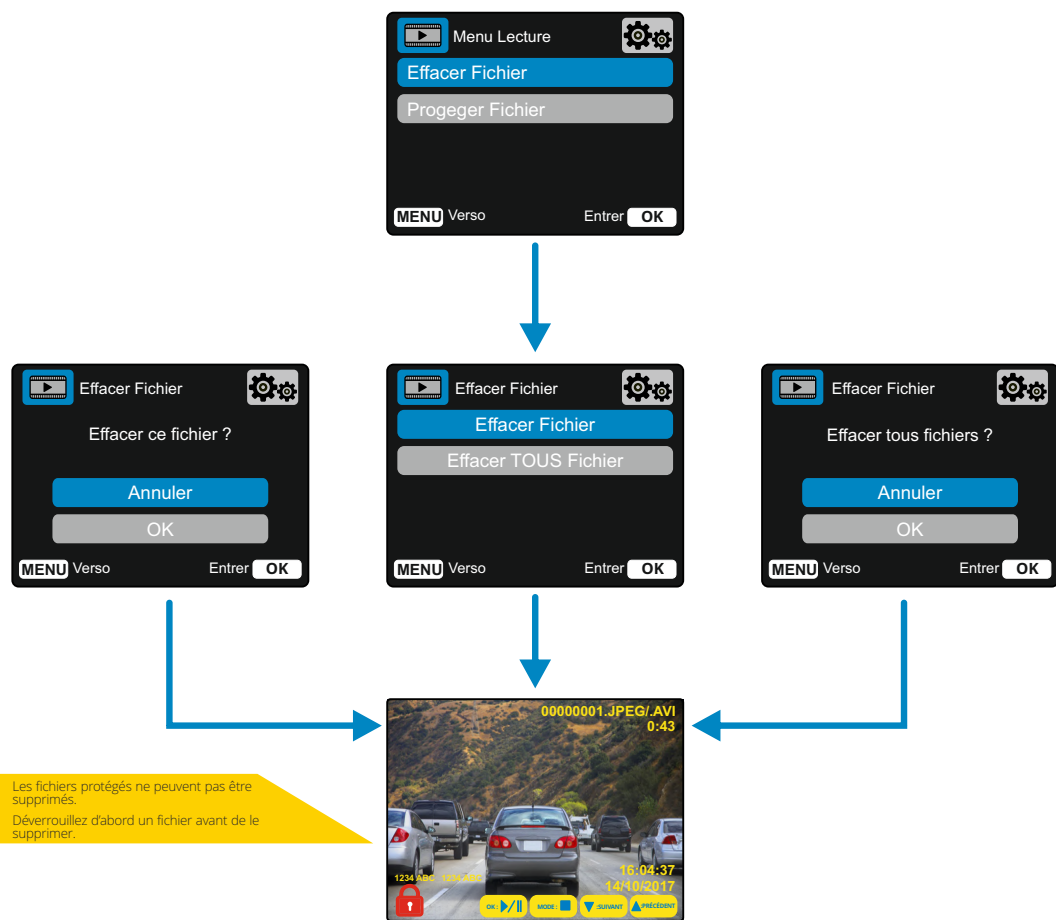 Menu Lecture
Effacer Fichier
Progeger Fichier
MENU Verso Entrer OK
Effacer Fichier
Effacer ce fichier ?
Annuler
OK
MENU Verso Entrer OK
Effacer Fichier
Effacer Fichier
Effacer TOUS Fichier
MENU Verso Entrer OK
Effacer Fichier
Effacer tous fichiers ?
Annuler
OK
MENU Verso Entrer OK
00000001.JPEG/.AVI
0:43
Les fichiers protégés ne peuvent pas être
supprimés.
Déverrouillez d'abord un fichier avant de
supprimer.
16:04:37
1234 ABC 1234 ABC
14/10/2017
OK : MODE : :SUIVANT :PRÉCÉDENT